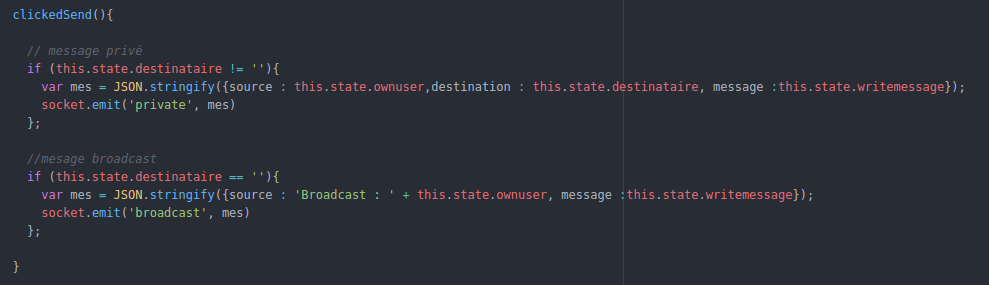 clickedSend(){
// message privé
if (this.state.destinataire != ''){
var mes = JSON.stringify({source : this.state.ownuser,destination : this.state.destinataire, message :this.state.writemessage});
socket.emit('private', mes)
};
//mesage broadcast
if (this.state.destinataire == ''){
var mes = JSON.stringify({source : 'Broadcast : ' + this.state.ownuser, message :this.state.writemessage});
socket.emit('broadcast', mes)
};
}